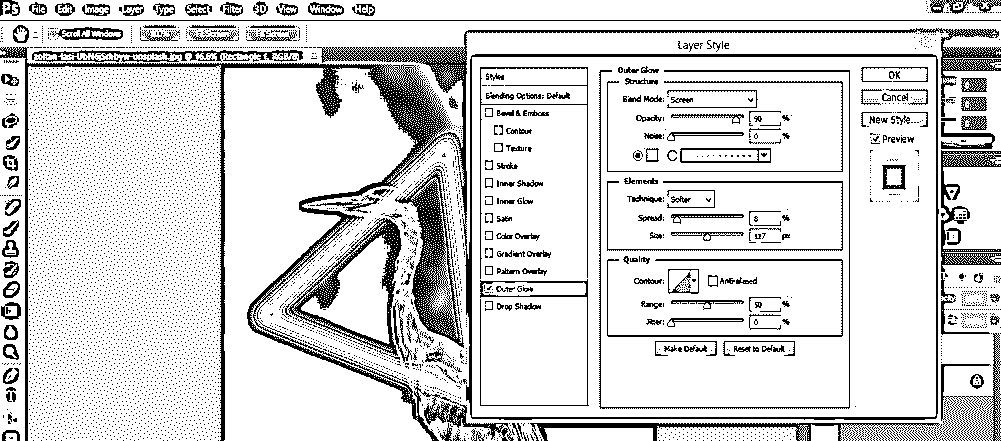 Ps File Edit Image Layer Type Select Filter 3D View Window Help
Scroll All Windows
Layer Style
Styles
Blending Options: Default
Bevel & Emboss
Contour
Texture
Stroke
Inner Shadow
Inner Glow
Satin
Color Overlay
Gradient Overlay
Pattern Overlay
Outer Glow
Drop Shadow
Outer Glow
Structure
Blend Mode: Screen
Opacity: 90 %
Noise: 0 %
Elements
Technique: Softer
Spread: 8 %
Size: 127 px
Quality
Contour: Anti-aliased
Range: 50 %
Jitter: 0 %
Make Default Reset to Default
OK
Cancel
New Style...
Preview